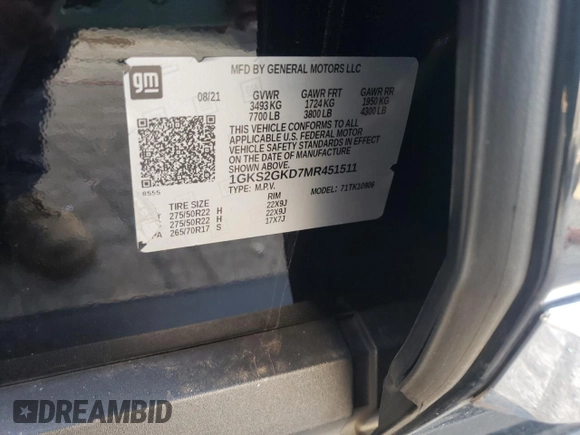 gm
MFD BY GENERAL MOTORS LLC
08/21 GVWR GAWR FRT GAWR RR
3493 KG 1724 KG 1950 KG
7700 LB 3800 LB 4300 LB
THIS VEHICLE CONFORMS TO ALL
APPLICABLE U.S. FEDERAL MOTOR
VEHICLE SAFETY STANDARDS IN EFFECT
ON THE DATE OF MANUFACTURE
SHOWN ABOVE.
1GKS2GKD7MR451511
TYPE: M.P.V. MODEL: 71TK10906
0555
TIRE SIZE RIM
T 275/50R22 H 22X9J
275/50R22 H 22X9J
PA 265/70R17 S 17X7J
DREAMBID